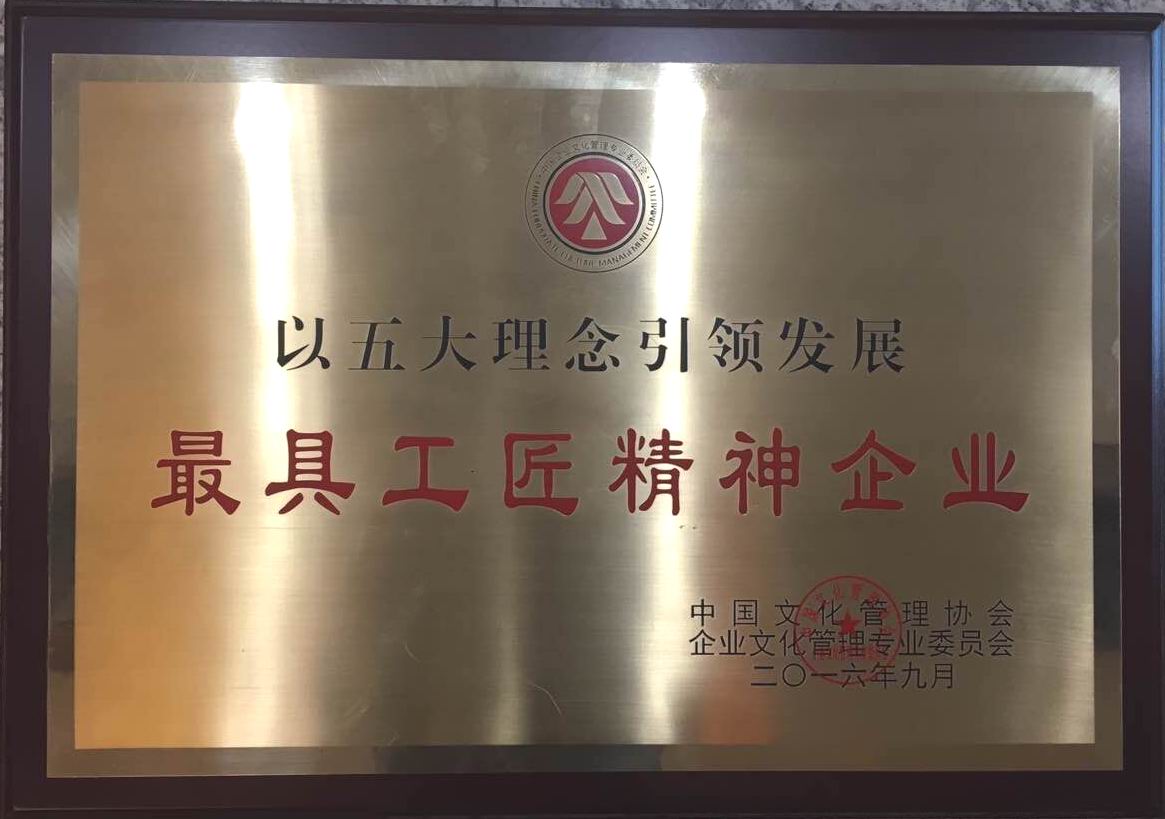 以五大理念引领发展
最具工匠精神企业
中国文化管理协会
企业文化管理专业委员会
二〇一六年九月